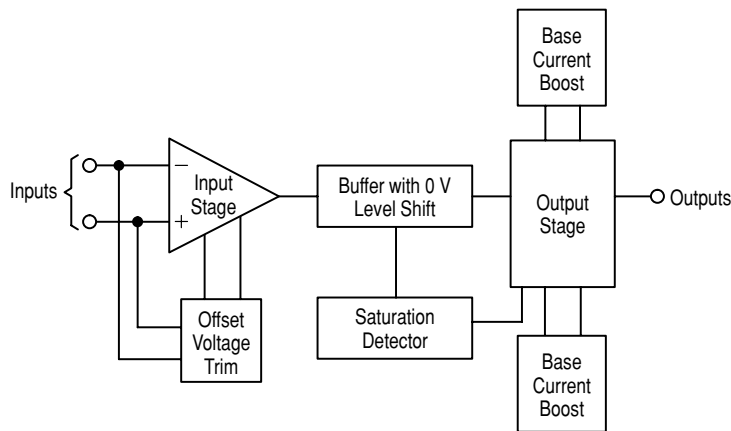 Base
Current
Boost
Inputs
−
+
Input
Stage
Buffer with 0 V
Level Shift
Output
Stage
Outputs
Offset
Voltage
Trim
Saturation
Detector
Base
Current
Boost